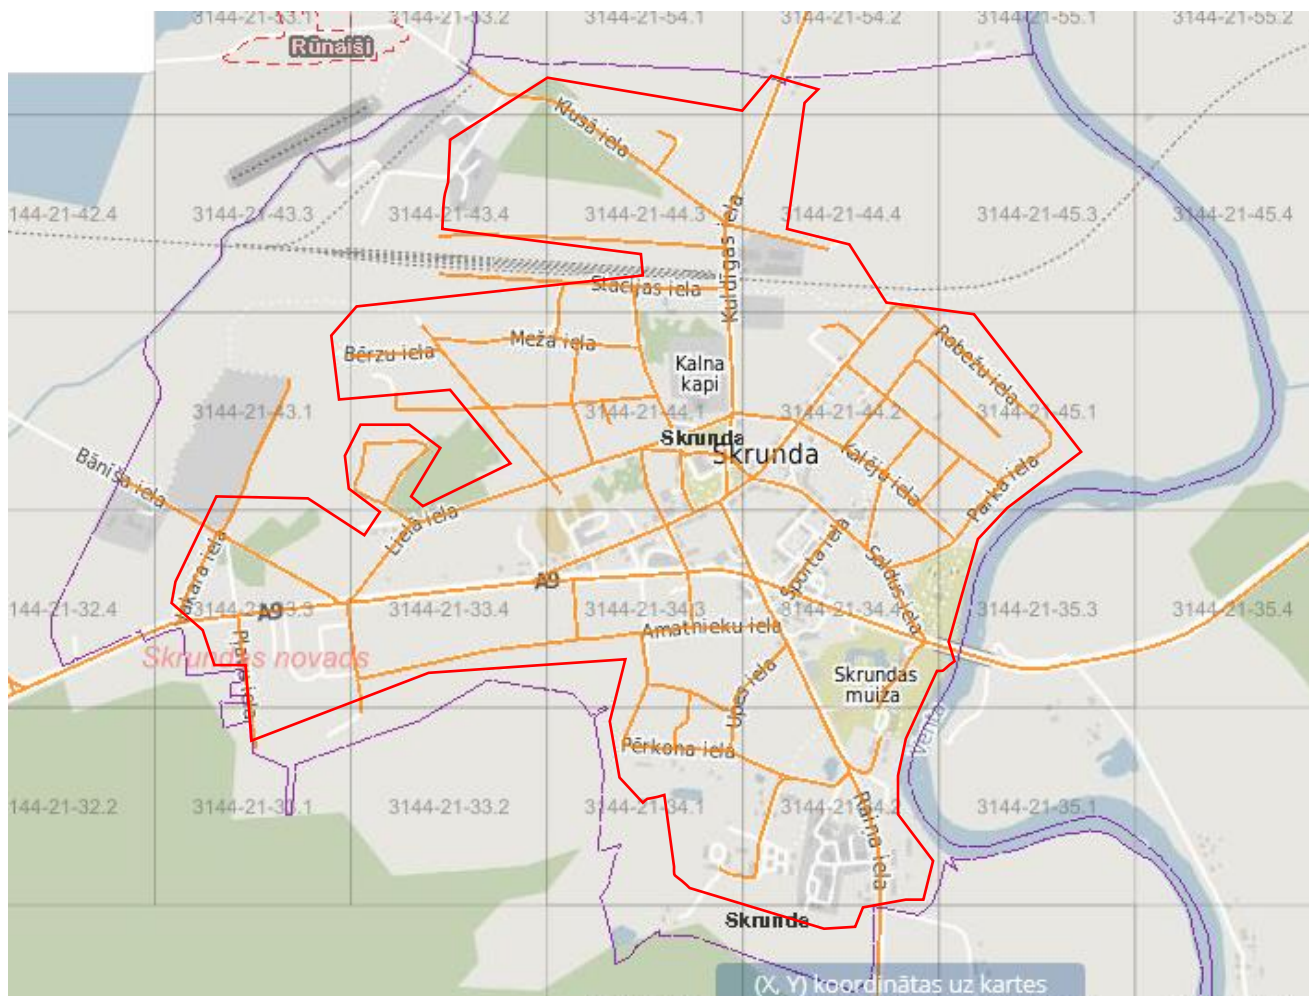 3144-21-53.1
3144-21-53.2
3144-21-54.1
3144-21-54.2
3144-21-55.1
3144-21-55.2
Rūnaiši
Klusā iela
144-21-42.4
3144-21-43.3
3144-21-43.4
3144-21-44.3
3144-21-44.4
3144-21-45.3
3144-21-45.4
Kuldīgas iela
Stacijas iela
Meža iela
Bērzu iela
Robežu iela
Kalna
kapi
3144-21-43.1
3144-21-44.1
3144-21-44.2
3144-21-45.1
Skrunda
Skrunda
Bāniša iela
Kalēju iela
Parka iela
Lielā iela
Vakara iela
Sporta iela
Saldus iela
A9
144-21-32.4
A9
3144-21-33.4
3144-21-34.3
3144-21-34.4
3144-21-35.3
3144-21-35.4
Amatnieku iela
Skrundas novads
Pļavu iela
Upes iela
Skrundas
muiža
Venta
Pērkona iela
144-21-32.2
3144-21-33.1
3144-21-33.2
3144-21-34.1
3144-21-34.2
3144-21-35.1
Raiņa iela
Skrunda
(X, Y) koordinātas uz kartes